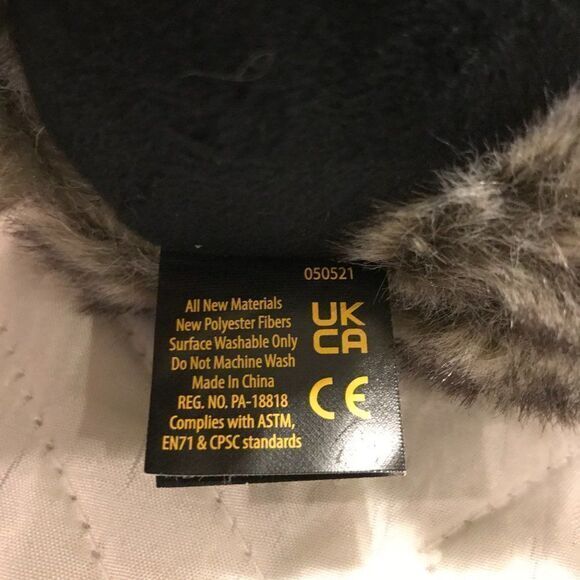 050521
All New Materials
New Polyester Fibers
Surface Washable Only
Do Not Machine Wash
Made In China
REG. NO. PA-18818
Complies with ASTM,
EN71 & CPSC standards
UK
CA
CE